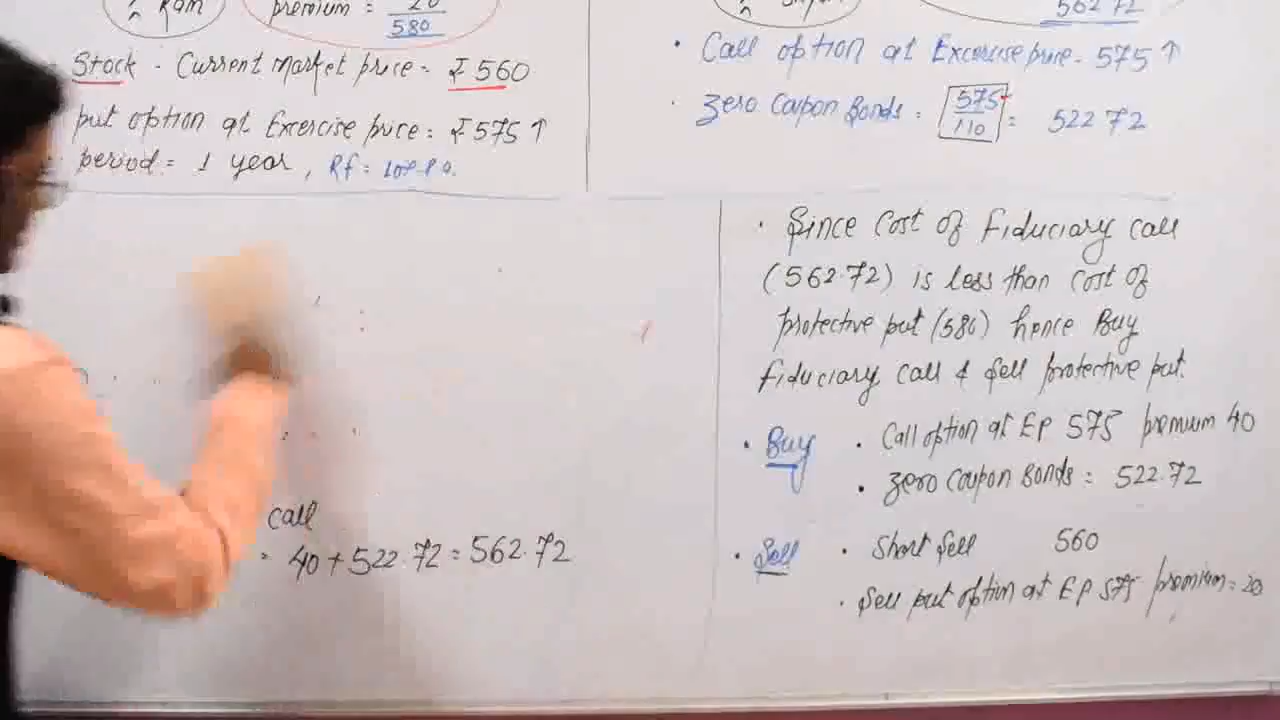 Ram
premium = 20
580
Stock - Current market price = ₹ 560
put option at Exercise price: ₹ 575 ↑
period = 1 year, Rf =
562 72
• Call option at Excercise price - 575 ↑
• Zero Coupon Bonds = 575 / 110 = 522 72
• Since Cost of Fiduciary call
(562.72) is less than cost of
protective put (580) hence Buy
fiduciary call & Sell protective put.
• Buy • Call option at EP 575 premium 40
• Zero Coupon Bonds = 522.72
• Sell • Short Sell 560
• Sell put option at EP 575 premium = 20
call
= 40 + 522.72 = 562.72